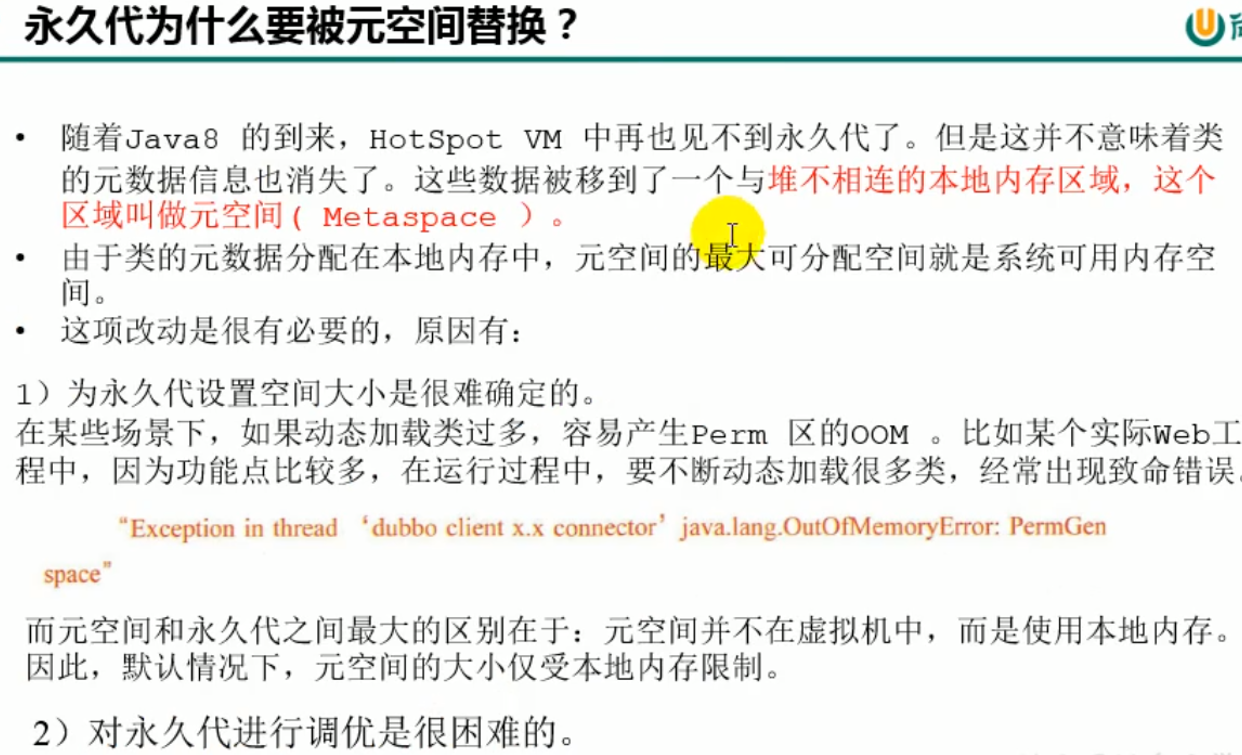 永久代为什么要被元空间替换？
• 随着Java8 的到来，HotSpot VM 中再也见不到永久代了。但是这并不意味着类
的元数据信息也消失了。这些数据被移到了一个与堆不相连的本地内存区域，这个
区域叫做元空间( Metaspace ）。
• 由于类的元数据分配在本地内存中，元空间的最大可分配空间就是系统可用内存空
间。
• 这项改动是很有必要的，原因有：
1）为永久代设置空间大小是很难确定的。
在某些场景下，如果动态加载类过多，容易产生Perm 区的OOM 。比如某个实际Web工
程中，因为功能点比较多，在运行过程中，要不断动态加载很多类，经常出现致命错误。
“Exception in thread ‘dubbo client x.x connector’ java.lang.OutOfMemoryError: PermGen
space”
而元空间和永久代之间最大的区别在于：元空间并不在虚拟机中，而是使用本地内存。
因此，默认情况下，元空间的大小仅受本地内存限制。
2）对永久代进行调优是很困难的。